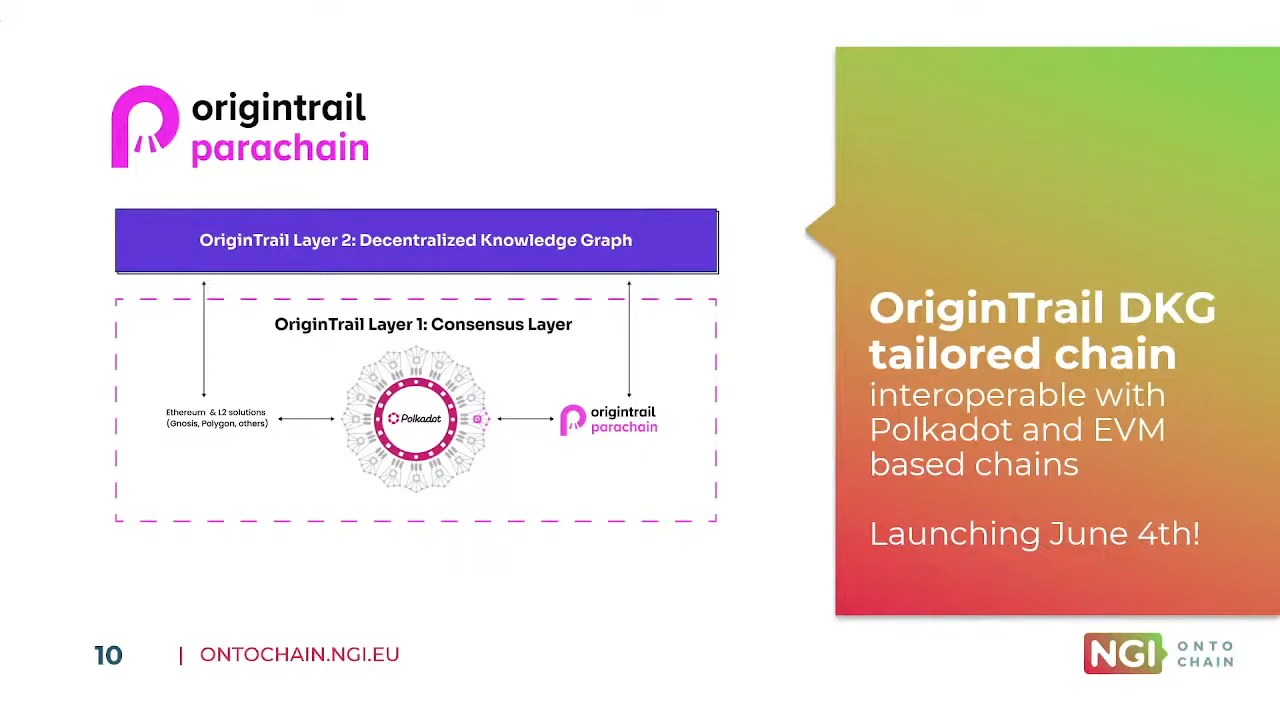 origintrail
parachain
OriginTrail Layer 2: Decentralized Knowledge Graph
OriginTrail Layer 1: Consensus Layer
Ethereum & L2 solutions
(Gnosis, Polygon, others)
Polkadot
origintrail
parachain
OriginTrail DKG
tailored chain
interoperable with
Polkadot and EVM
based chains
Launching June 4th!
10 | ONTOCHAIN.NGI.EU
NGI
ONTO
CHAIN